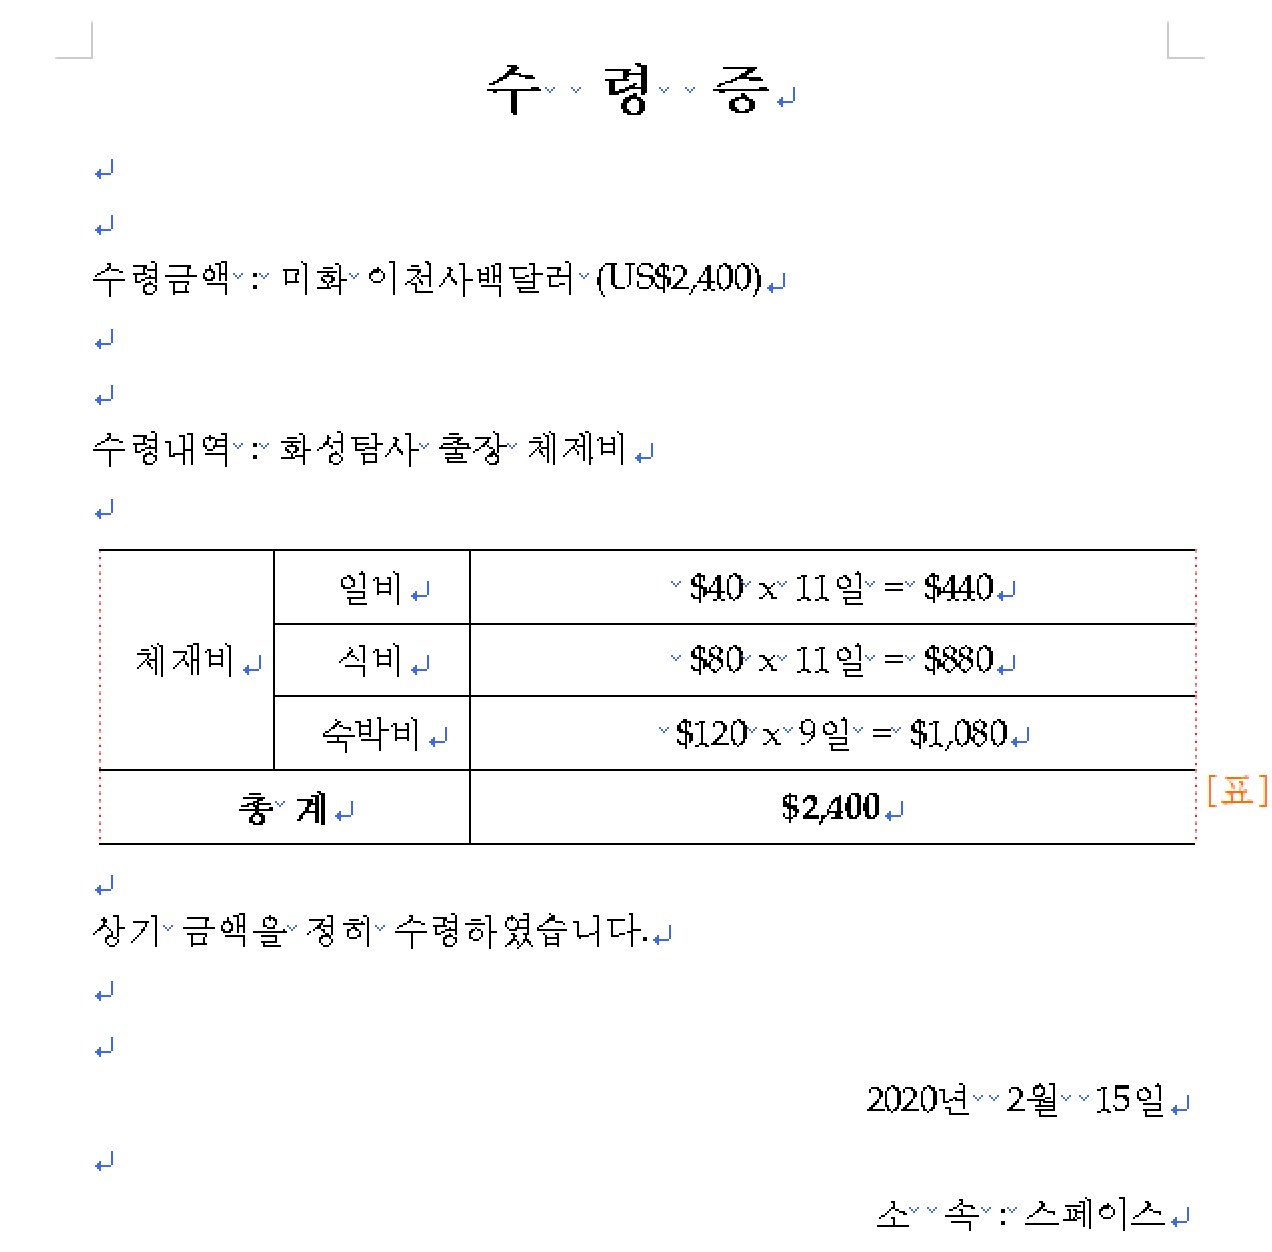 수 령 증
수령금액 : 미화 이천사백달러 (US$2,400)
수령내역 : 화성탐사 출장 체제비
일비 $40 x 11일 = $440
체재비 식비 $80 x 11일 = $880
숙박비 $120 x 9일 = $1,080
총 계 $2,400
[표]
상기 금액을 정히 수령하였습니다.
2020년 2월 15일
소 속 : 스페이스